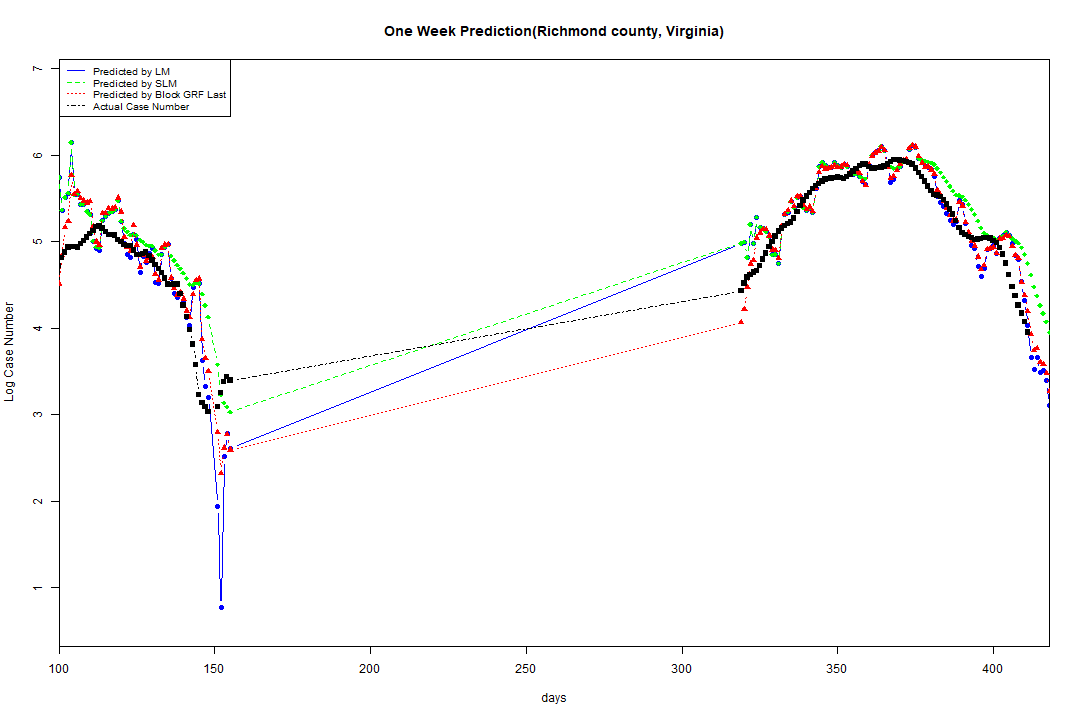 One Week Prediction(Richmond county, Virginia)
Predicted by LM
Predicted by SLM
Predicted by Block GRF Last
Actual Case Number
7
6
5
4
3
2
1
Log Case Number
100 150 200 250 300 350 400
days